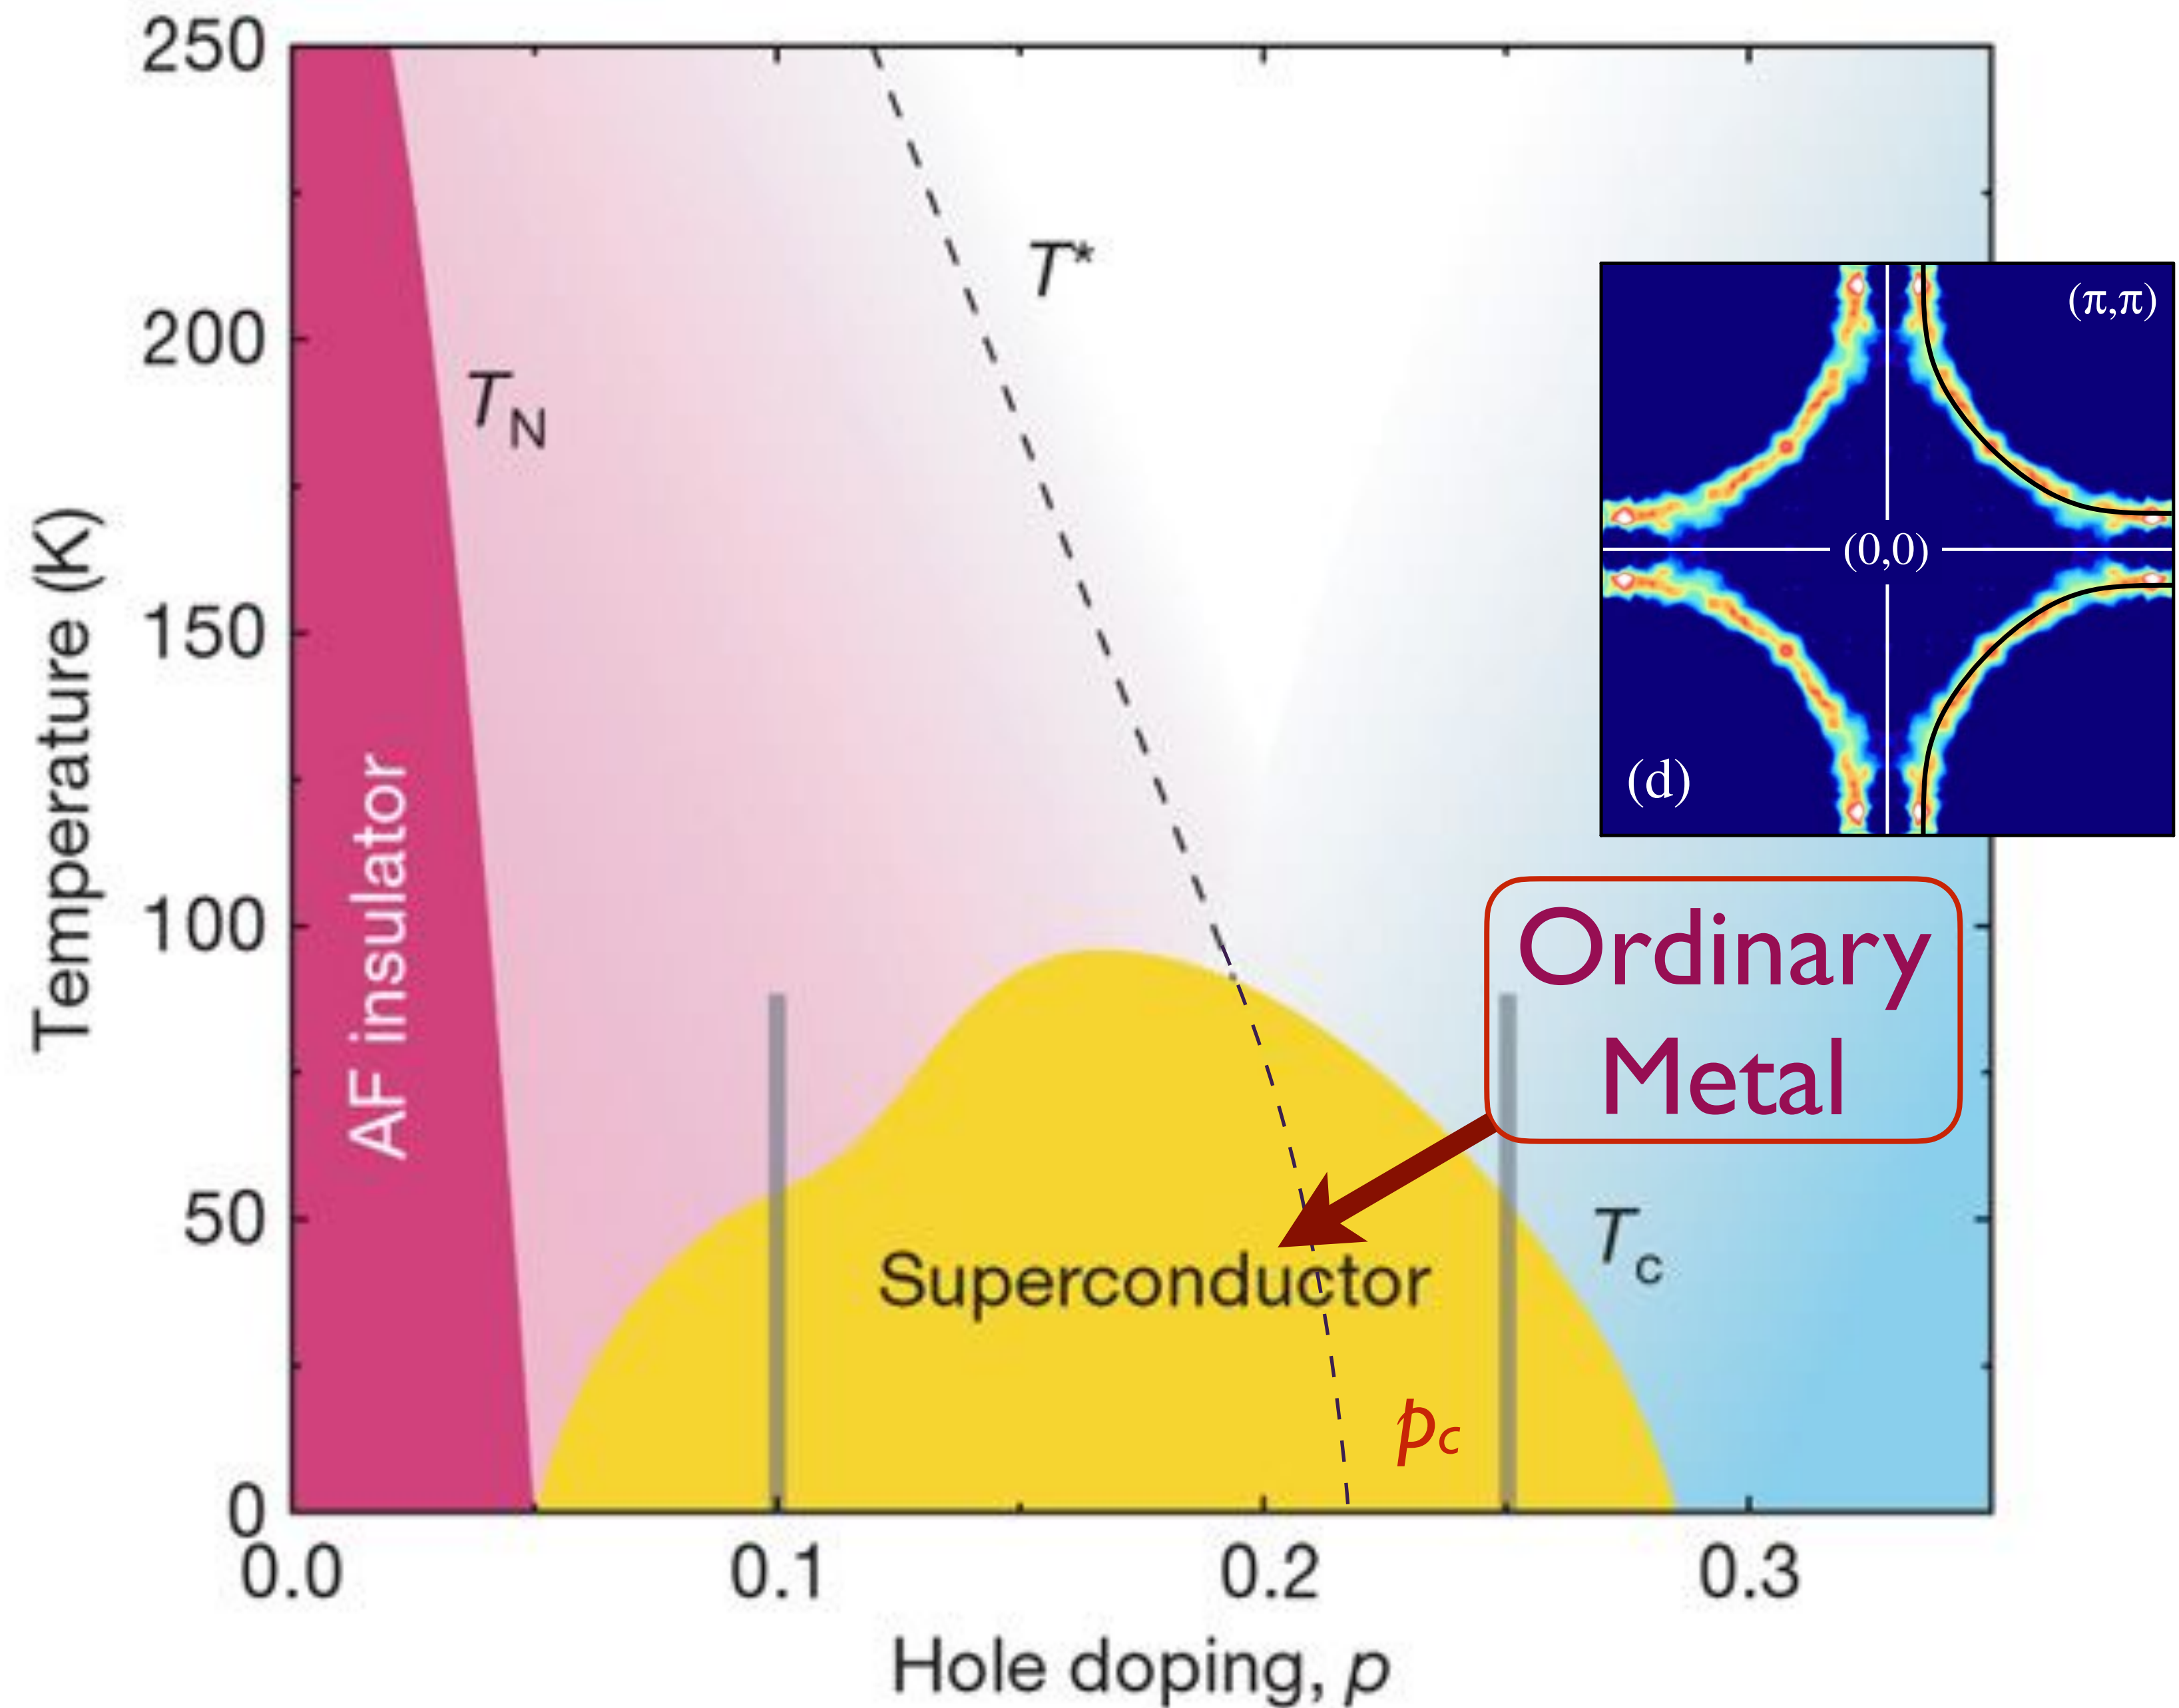 250
200
150
100
50
0
Temperature (K)
AF insulator
T_N
T*
(π,π)
(0,0)
(d)
Ordinary
Metal
T_c
Superconductor
p_c
0.0
0.1
0.2
0.3
Hole doping, p